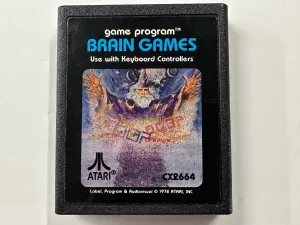 game program™
BRAIN GAMES
Use with Keyboard Controllers
ATARI®
CX2664
Label, Program & Audiovisual © 1978 ATARI, INC.